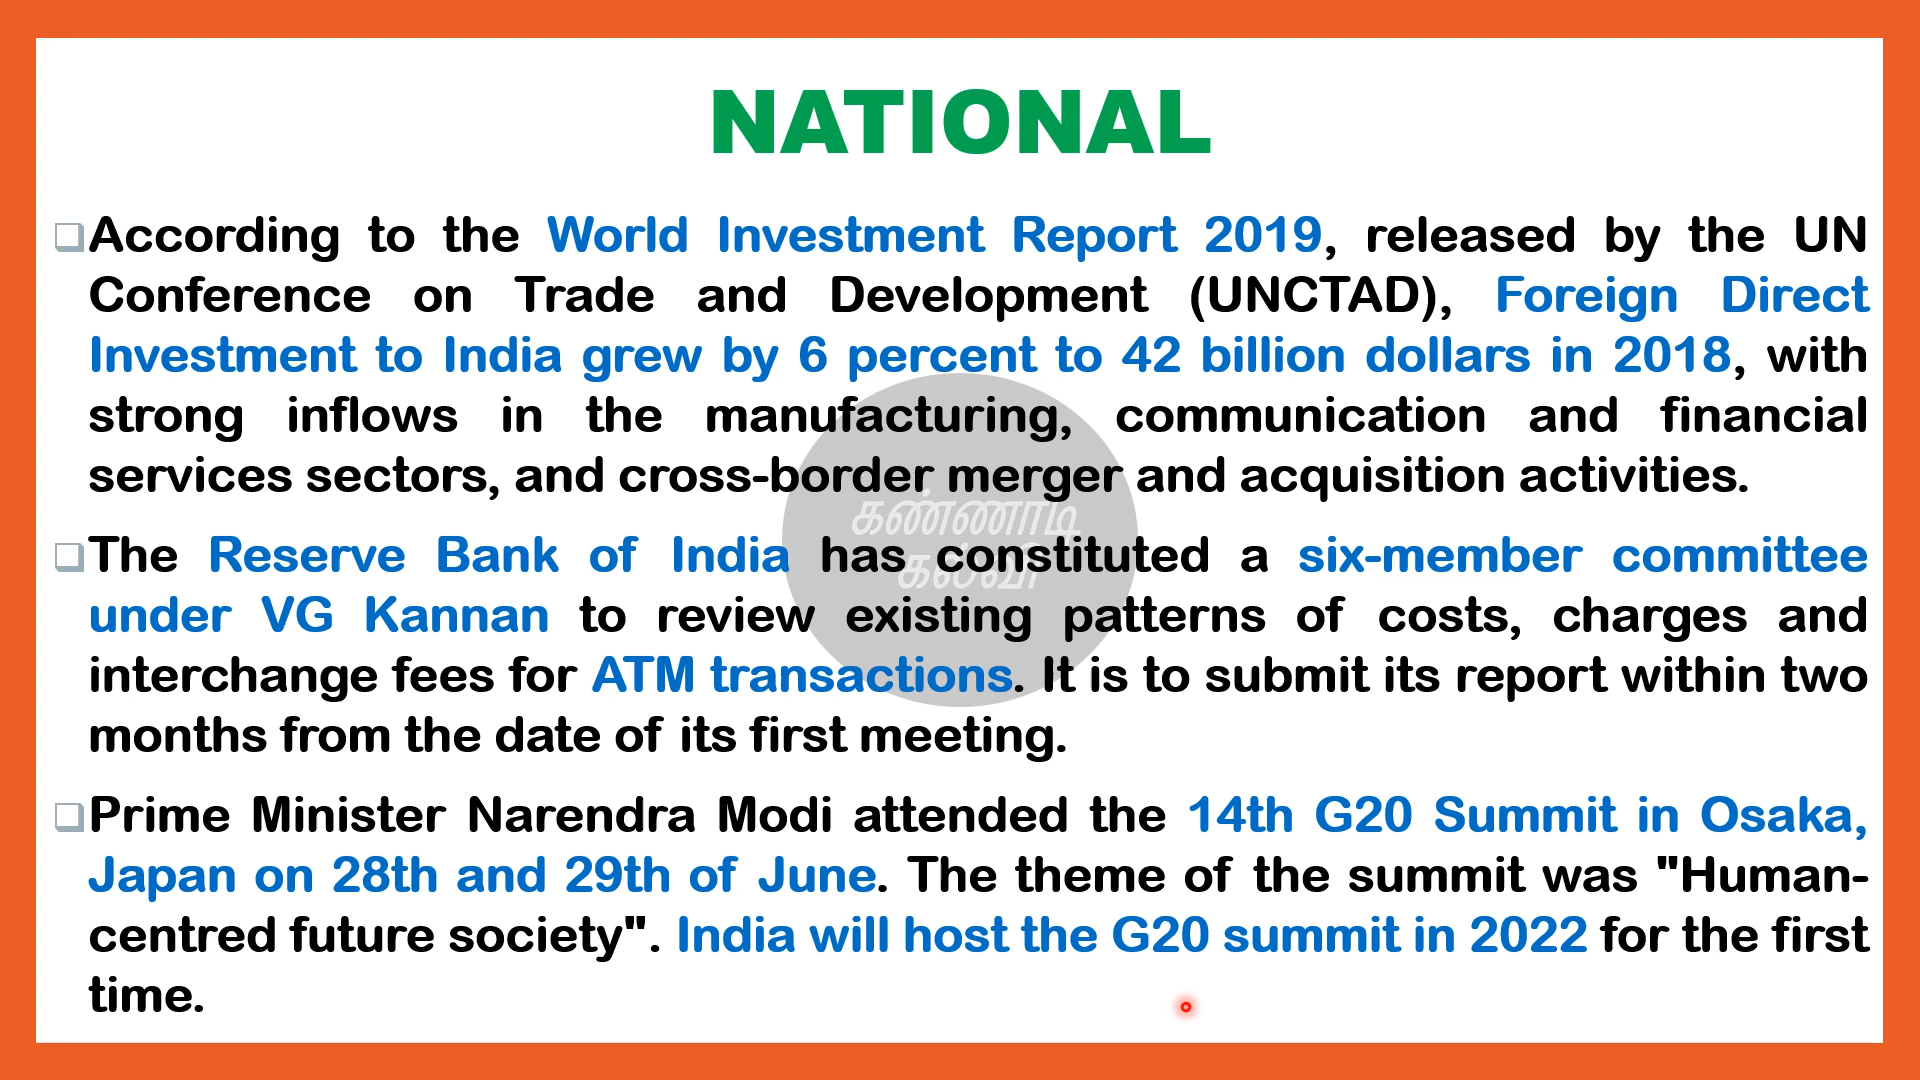 NATIONAL
According to the World Investment Report 2019, released by the UN
Conference on Trade and Development (UNCTAD), Foreign Direct
Investment to India grew by 6 percent to 42 billion dollars in 2018, with
strong inflows in the manufacturing, communication and financial
services sectors, and cross-border merger and acquisition activities.
கண்ணாடி
கல்வி
The Reserve Bank of India has constituted a six-member committee
under VG Kannan to review existing patterns of costs, charges and
interchange fees for ATM transactions. It is to submit its report within two
months from the date of its first meeting.
Prime Minister Narendra Modi attended the 14th G20 Summit in Osaka,
Japan on 28th and 29th of June. The theme of the summit was "Human-
centred future society". India will host the G20 summit in 2022 for the first
time.